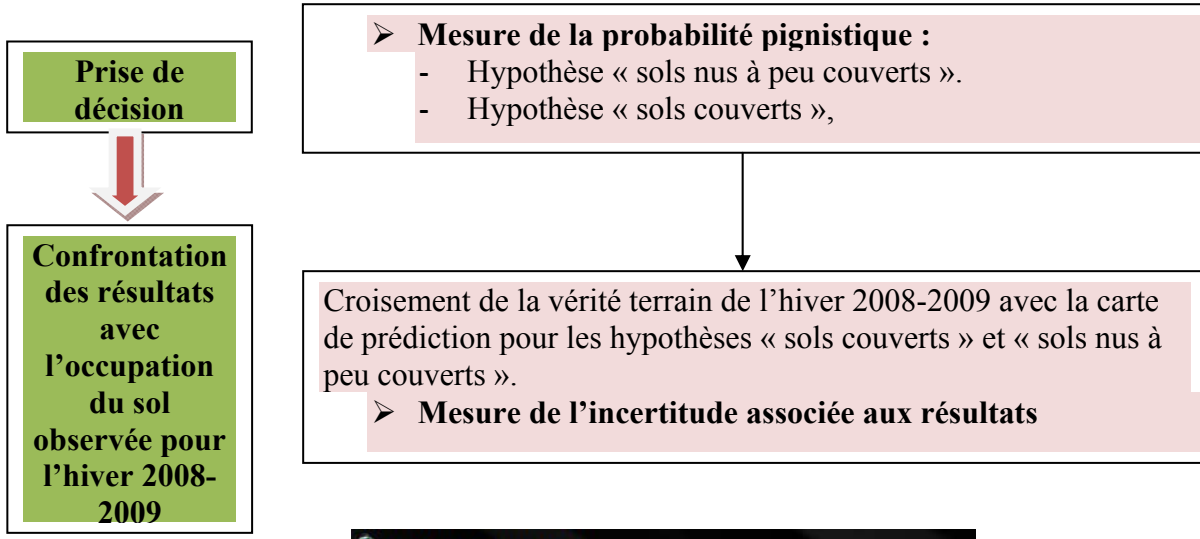 Prise de
décision
➢ Mesure de la probabilité pignistique :
- Hypothèse « sols nus à peu couverts ».
- Hypothèse « sols couverts »,
Confrontation
des résultats
avec
l’occupation
du sol
observée pour
l’hiver 2008-
2009
Croisement de la vérité terrain de l’hiver 2008-2009 avec la carte
de prédiction pour les hypothèses « sols couverts » et « sols nus à
peu couverts ».
➢ Mesure de l’incertitude associée aux résultats